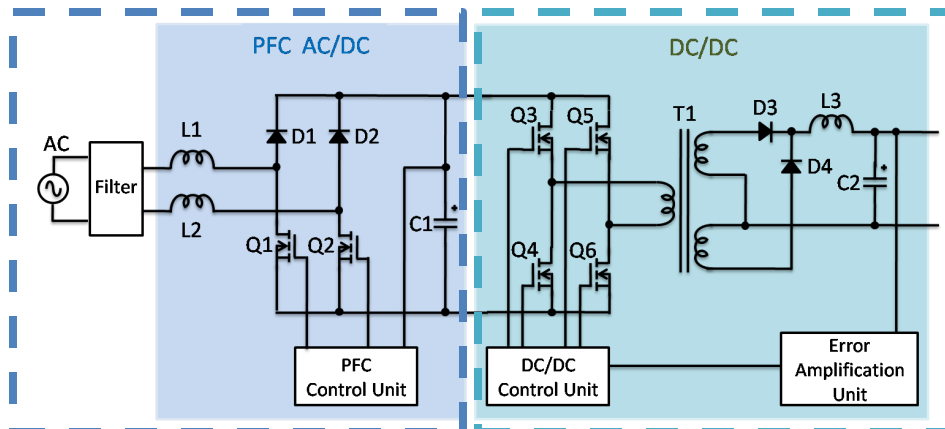 PFC AC/DC
DC/DC
AC
Filter
L1
L2
D1
D2
Q1
Q2
C1
+
PFC
Control Unit
Q3
Q5
Q4
Q6
T1
D3
L3
D4
C2
+
DC/DC
Control Unit
Error
Amplification
Unit